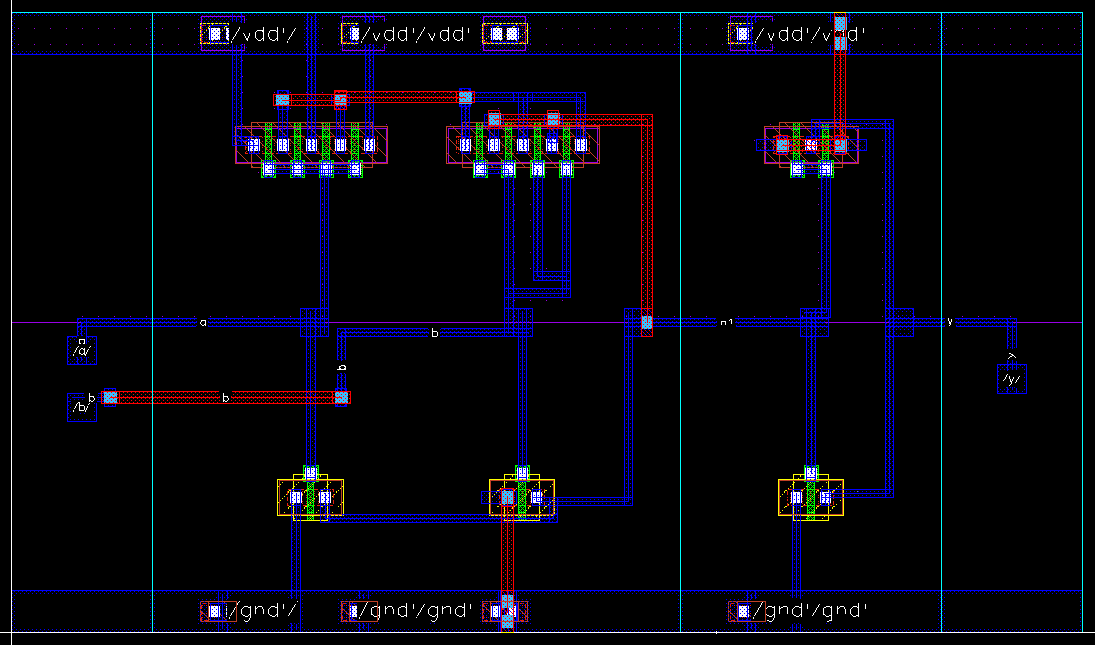 /vdd'/
/vdd'/vdd'
/vdd'/vdd'
a
b
n1
y
a
/a/
b
y
/y/
b
/b/
b
/gnd'/
/gnd'/gnd'
/gnd'/gnd'